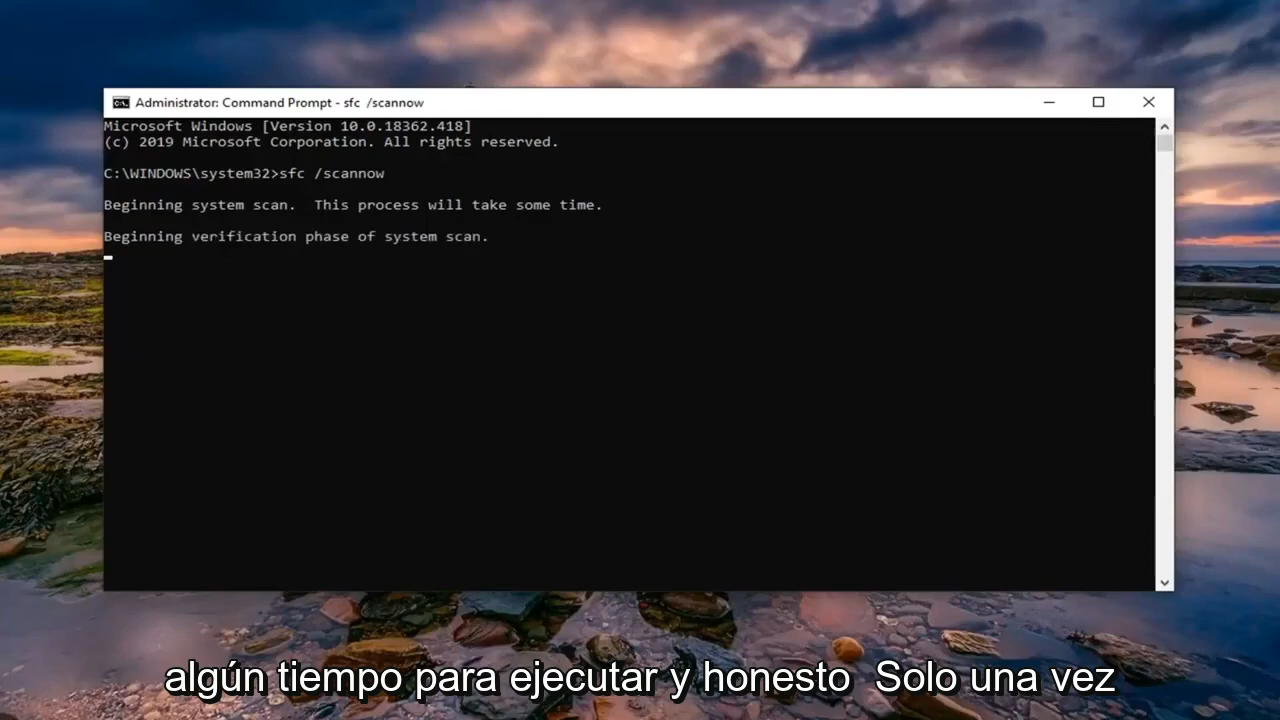 Administrator: Command Prompt - sfc /scannow
Microsoft Windows [Version 10.0.18362.418]
(c) 2019 Microsoft Corporation. All rights reserved.
C:\WINDOWS\system32>sfc /scannow
Beginning system scan.  This process will take some time.
Beginning verification phase of system scan.
algún tiempo para ejecutar y honesto  Solo una vez